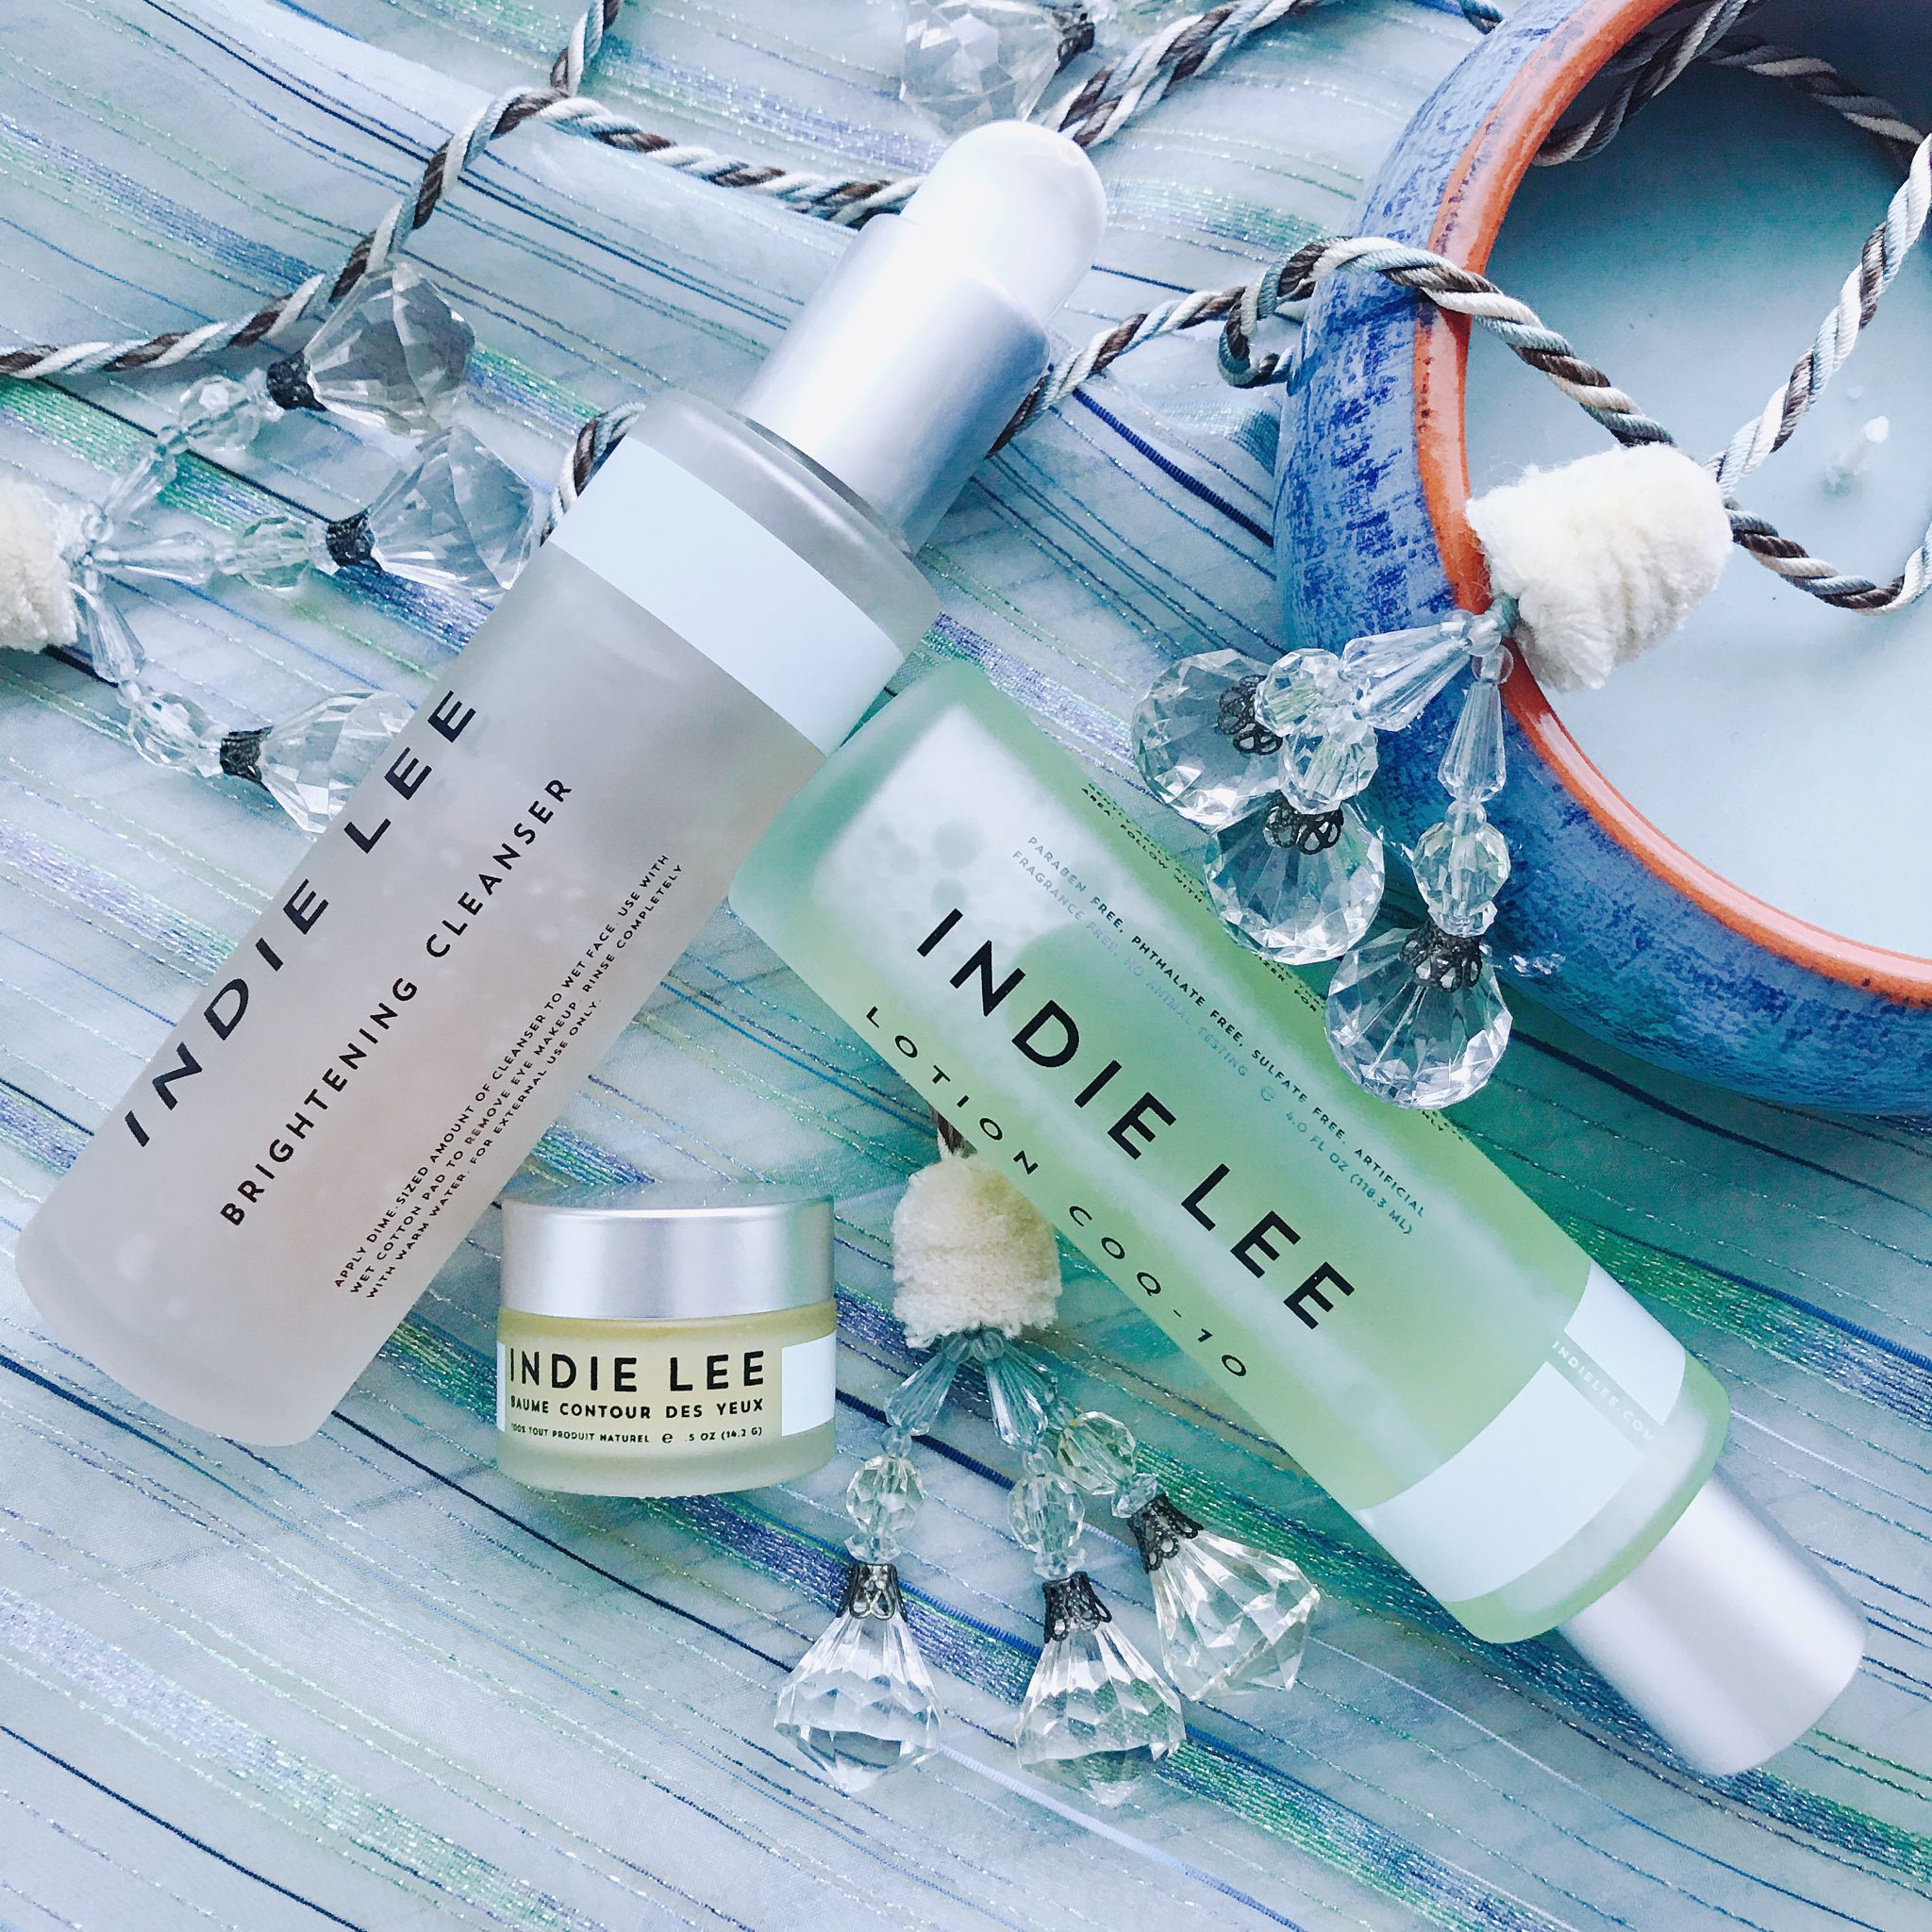 INDIE LEE
BRIGHTENING CLEANSER
APPLY DIME-SIZED AMOUNT OF CLEANSER TO WET FACE. USE WITH
WET COTTON PAD TO REMOVE EYE MAKEUP. RINSE COMPLETELY
WITH WARM WATER. FOR EXTERNAL USE ONLY.
INDIE LEE
BAUME CONTOUR DES YEUX
100% TOUT PRODUIT NATUREL e .5 OZ (14.2 G)
AREA. FOLLOW WITH
PARABEN FREE, PHTHALATE FREE, SULFATE FREE, ARTIFICIAL
FRAGRANCE FREE, NO ANIMAL TESTING e 4.0 FL OZ (118.3 ML)
INDIE LEE
LOTION COQ-10
INDIELEE.COM